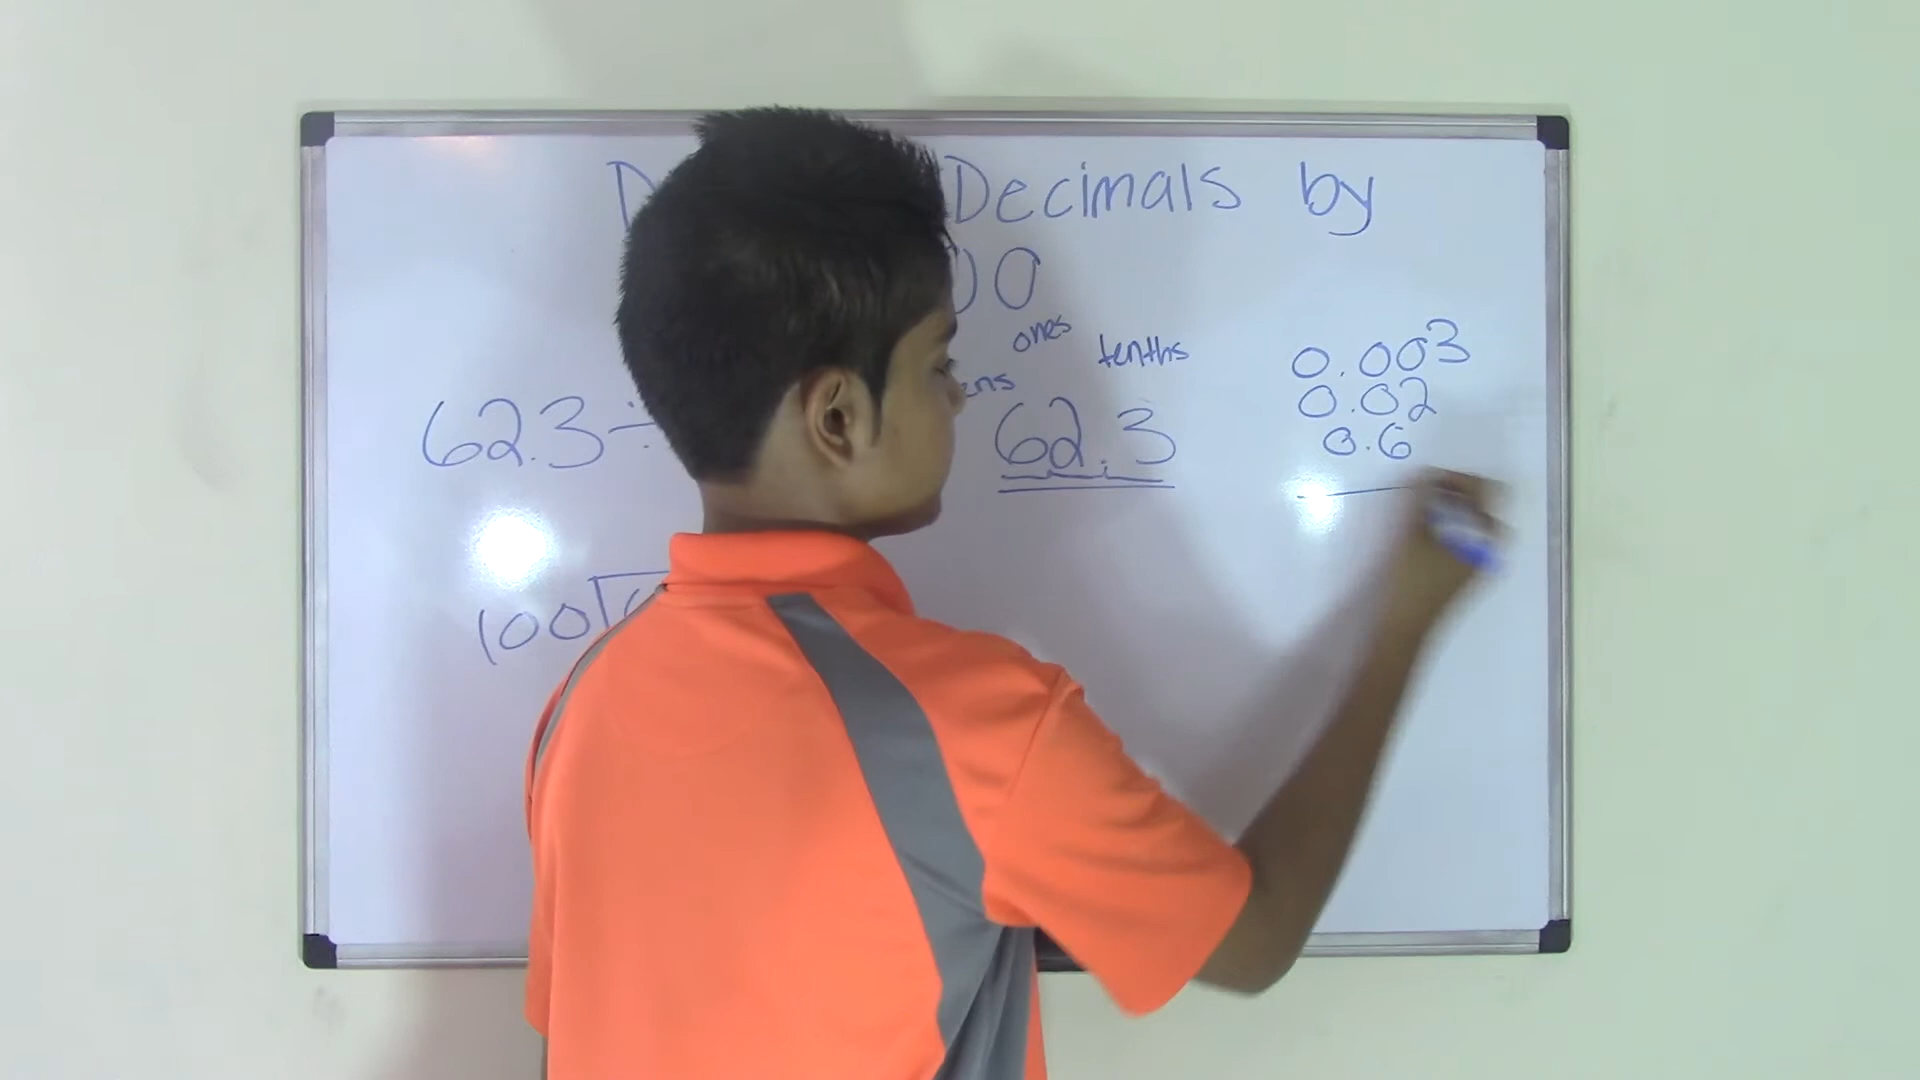 Decimals by
00
ones
tenths
ens
62.3 ÷
62.3
0.003
0.02
0.6
100